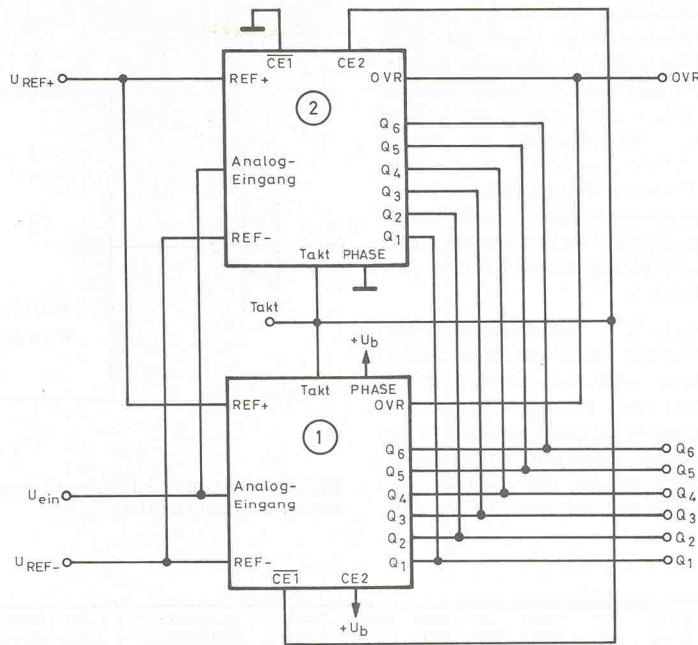 CE1 CE2
U REF+ REF+ OVR OVR
2
Q6
Q5
Analog-
Eingang
Q4
Q3
Q2
REF- Q1
Takt PHASE
Takt
+Ub
Takt PHASE
REF+ OVR
1
Q6 Q6
Q5 Q5
Uein Analog-
Eingang
Q4 Q4
Q3 Q3
Q2 Q2
U REF- REF- Q1 Q1
CE1 CE2
+Ub